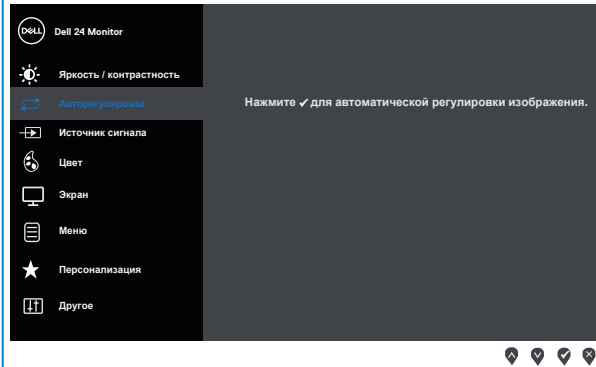 DELL Dell 24 Monitor
Яркость / контрастность
Авторегулировка
Нажмите ✓ для автоматической регулировки изображения.
Источник сигнала
Цвет
Экран
Меню
Персонализация
Другое